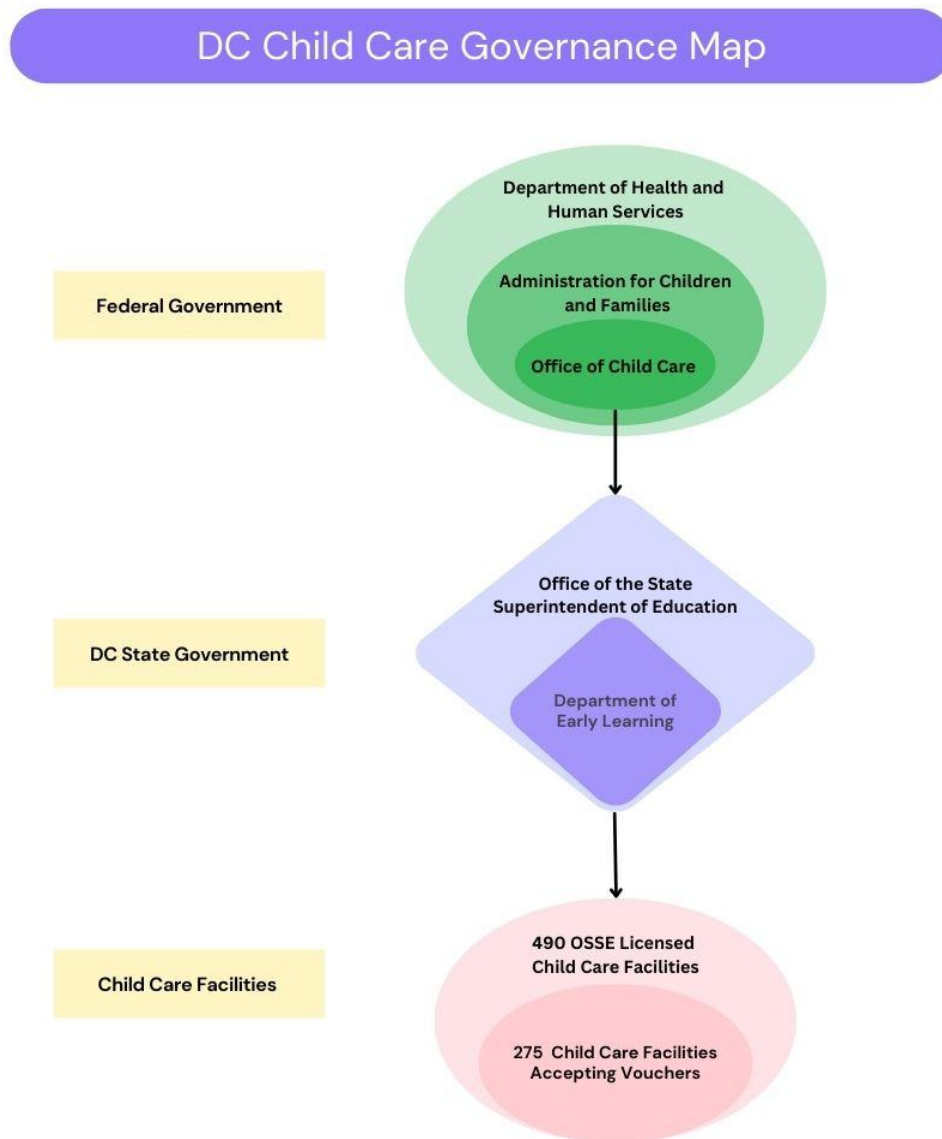 DC Child Care Governance Map
Department of Health and
Human Services
Federal Government
Administration for Children
and Families
Office of Child Care
DC State Government
Office of the State
Superintendent of Education
Department of
Early Learning
Child Care Facilities
490 OSSE Licensed
Child Care Facilities
275 Child Care Facilities
Accepting Vouchers